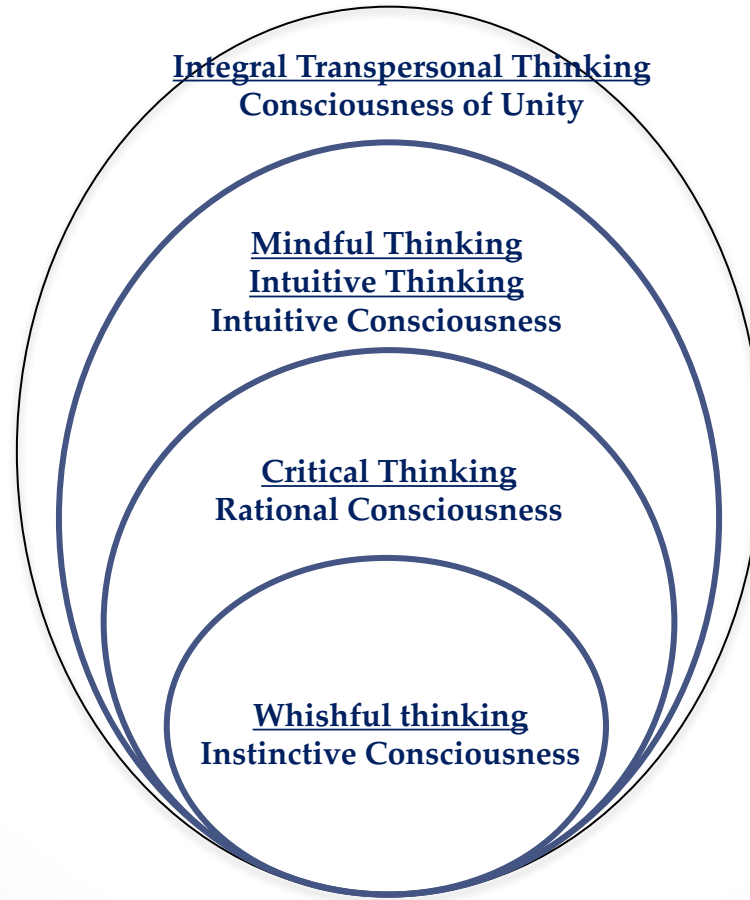 Integral Transpersonal Thinking
Consciousness of Unity
Mindful Thinking
Intuitive Thinking
Intuitive Consciousness
Critical Thinking
Rational Consciousness
Whishful thinking
Instinctive Consciousness